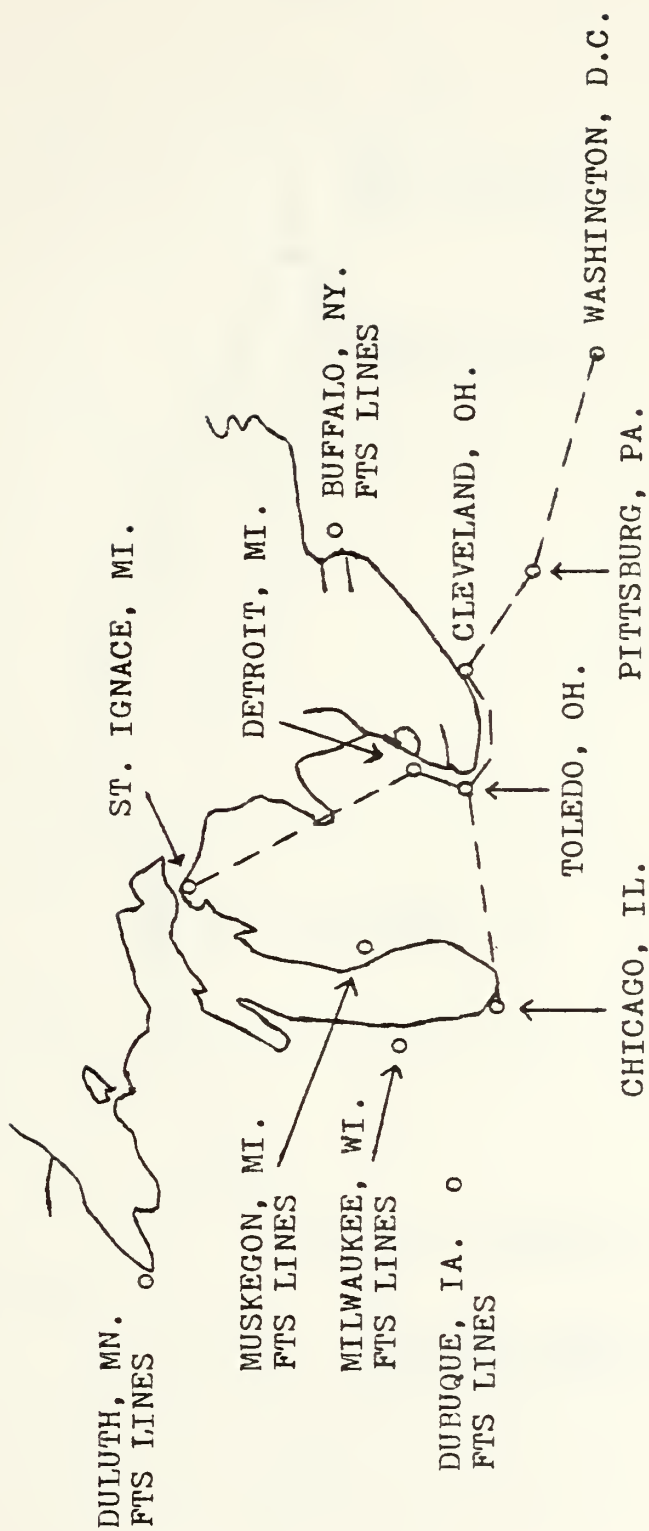 DULUTH, MN.
FTS LINES
ST. IGNACE, MI.
MUSKEGON, MI.
FTS LINES
DETROIT, MI.
BUFFALO, NY.
FTS LINES
MILWAUKEE, WI.
FTS LINES
DUBUQUE, IA.
FTS LINES
CLEVELAND, OH.
TOLEDO, OH.
WASHINGTON, D.C.
CHICAGO, IL.
PITTSBURG, PA.